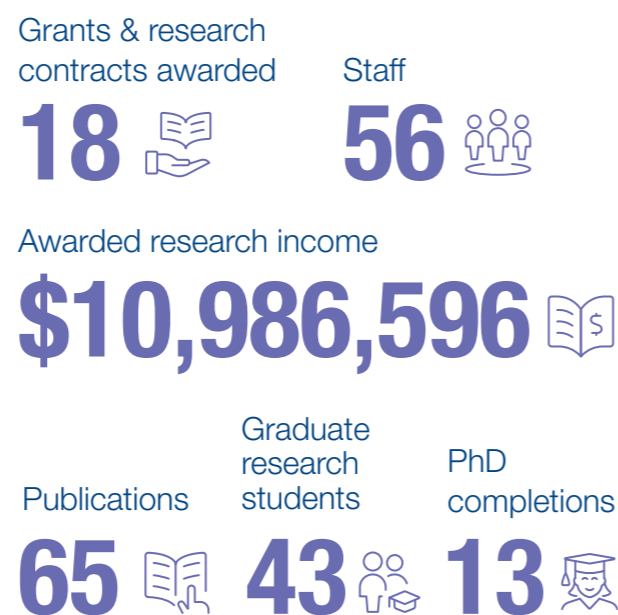 Grants & research
contracts awarded
18
Staff
56
Awarded research income
$10,986,596
Publications
65
Graduate
research
students
43
PhD
completions
13